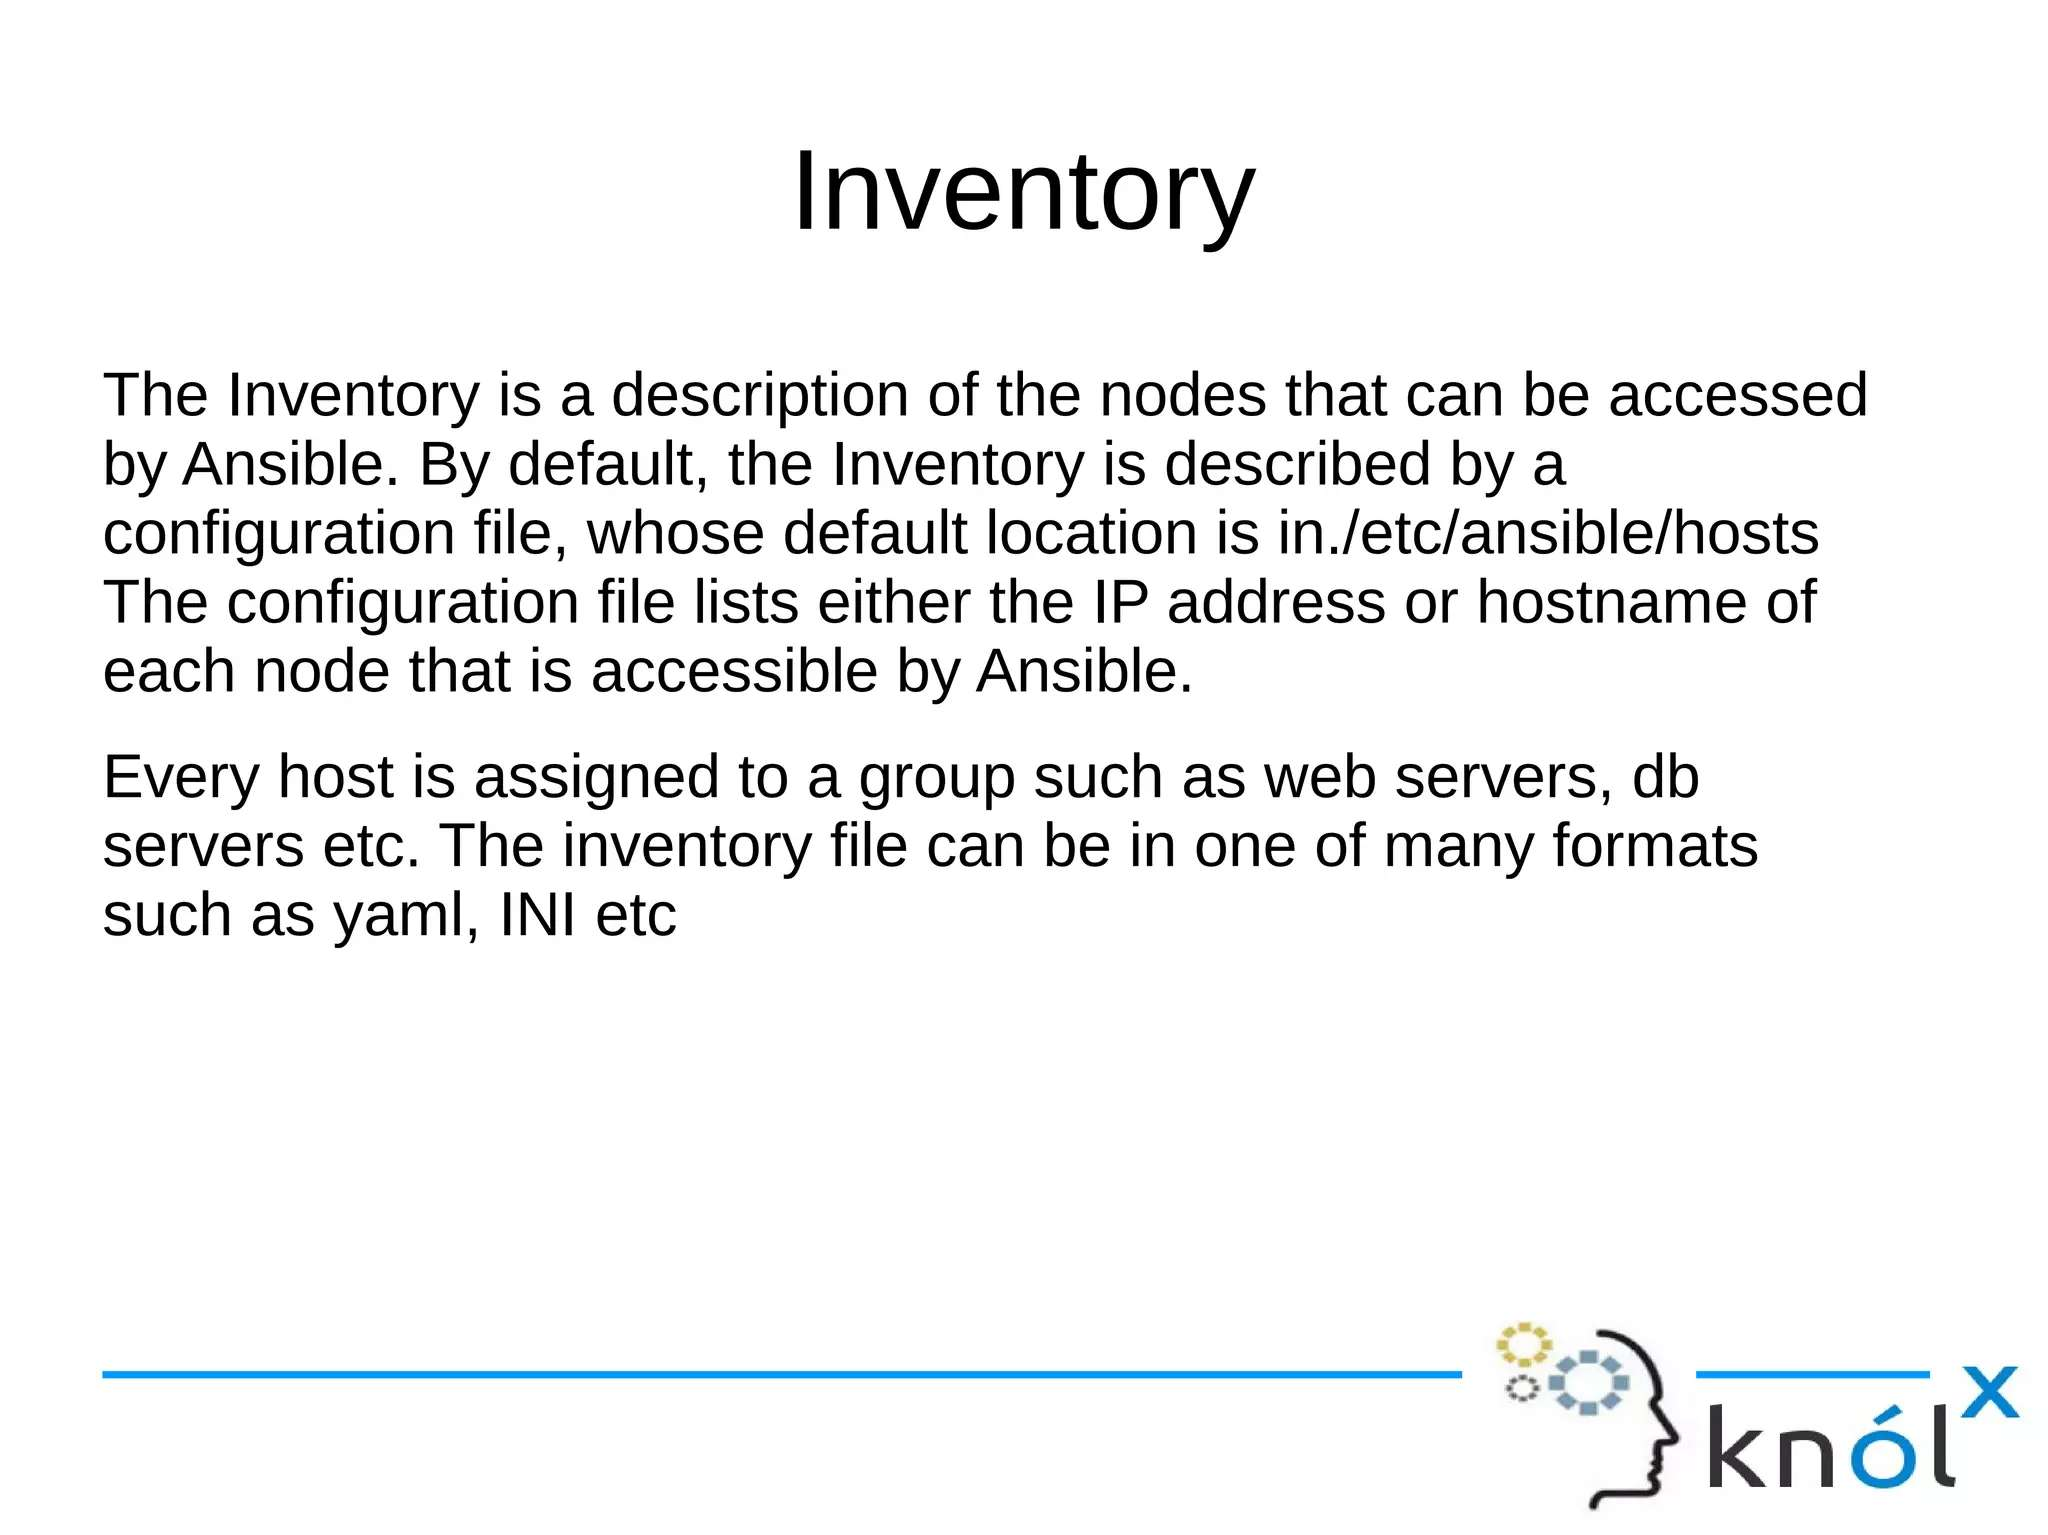 Inventory
The Inventory is a description of the nodes that can be accessed
by Ansible. By default, the Inventory is described by a
configuration file, whose default location is in./etc/ansible/hosts
The configuration file lists either the IP address or hostname of
each node that is accessible by Ansible.
Every host is assigned to a group such as web servers, db
servers etc. The inventory file can be in one of many formats
such as yaml, INI etc
knólx